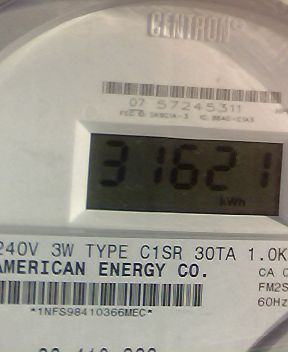 CENTRON®
07 57245311
31621
kWh
240V 3W TYPE C1SR 30TA 1.0K
AMERICAN ENERGY CO.
CA 0
FM2S
60Hz
*1NFS98410366MEC*